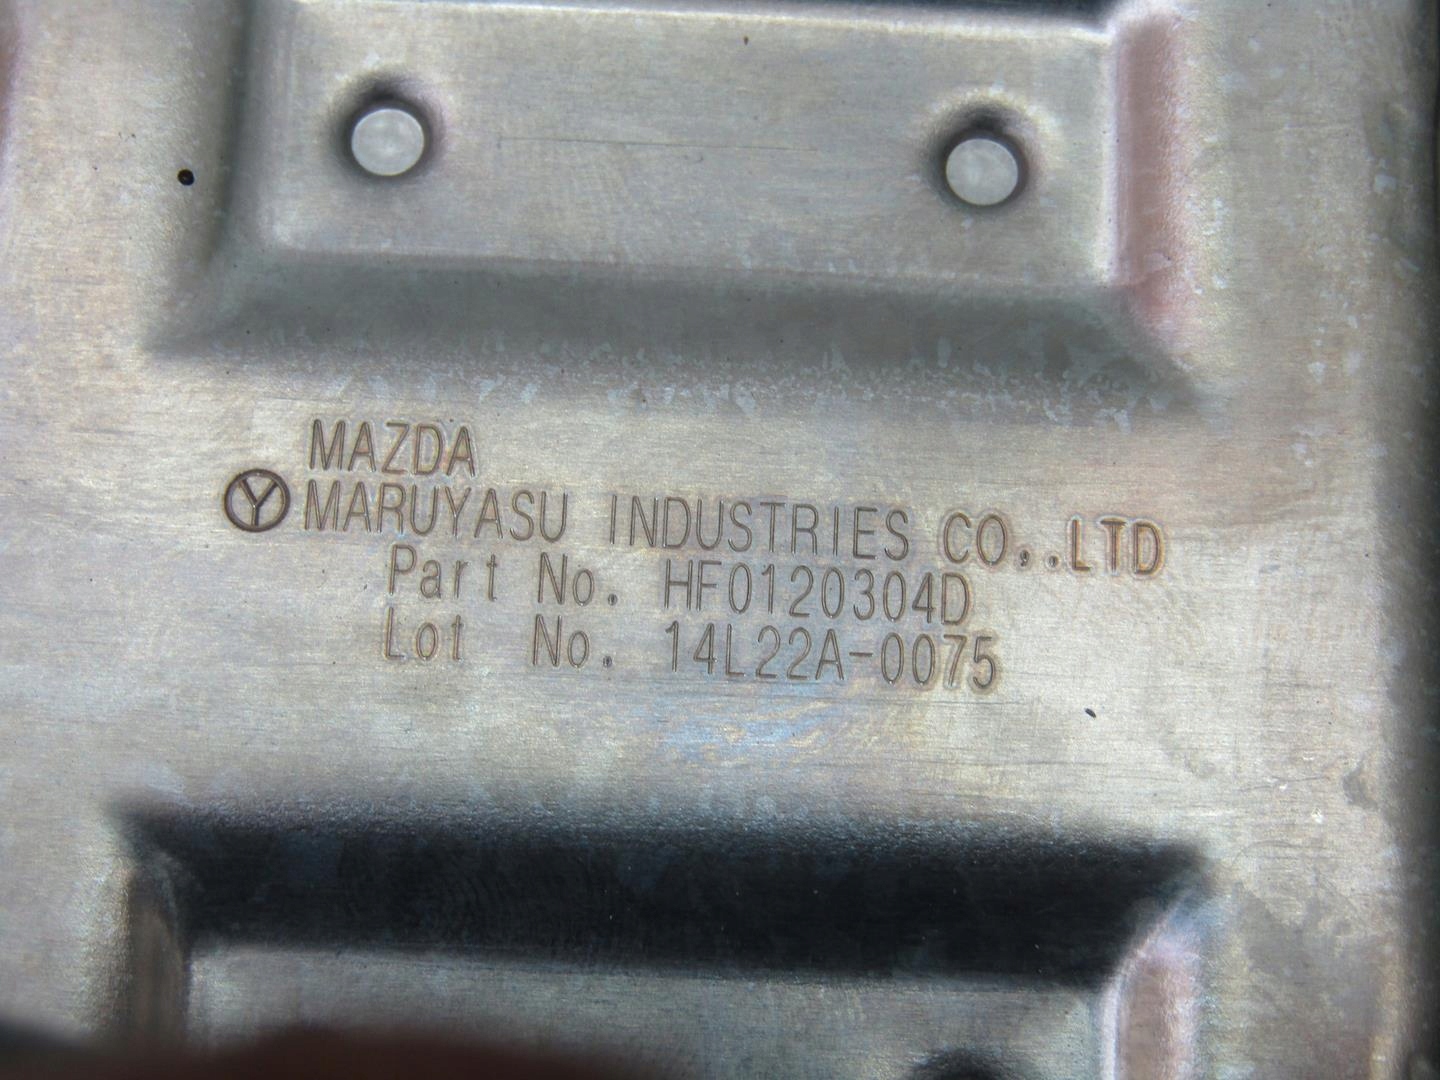 MAZDA
Ⓨ MARUYASU INDUSTRIES CO,.LTD
Part No. HF0120304D
Lot No. 14L22A-0075